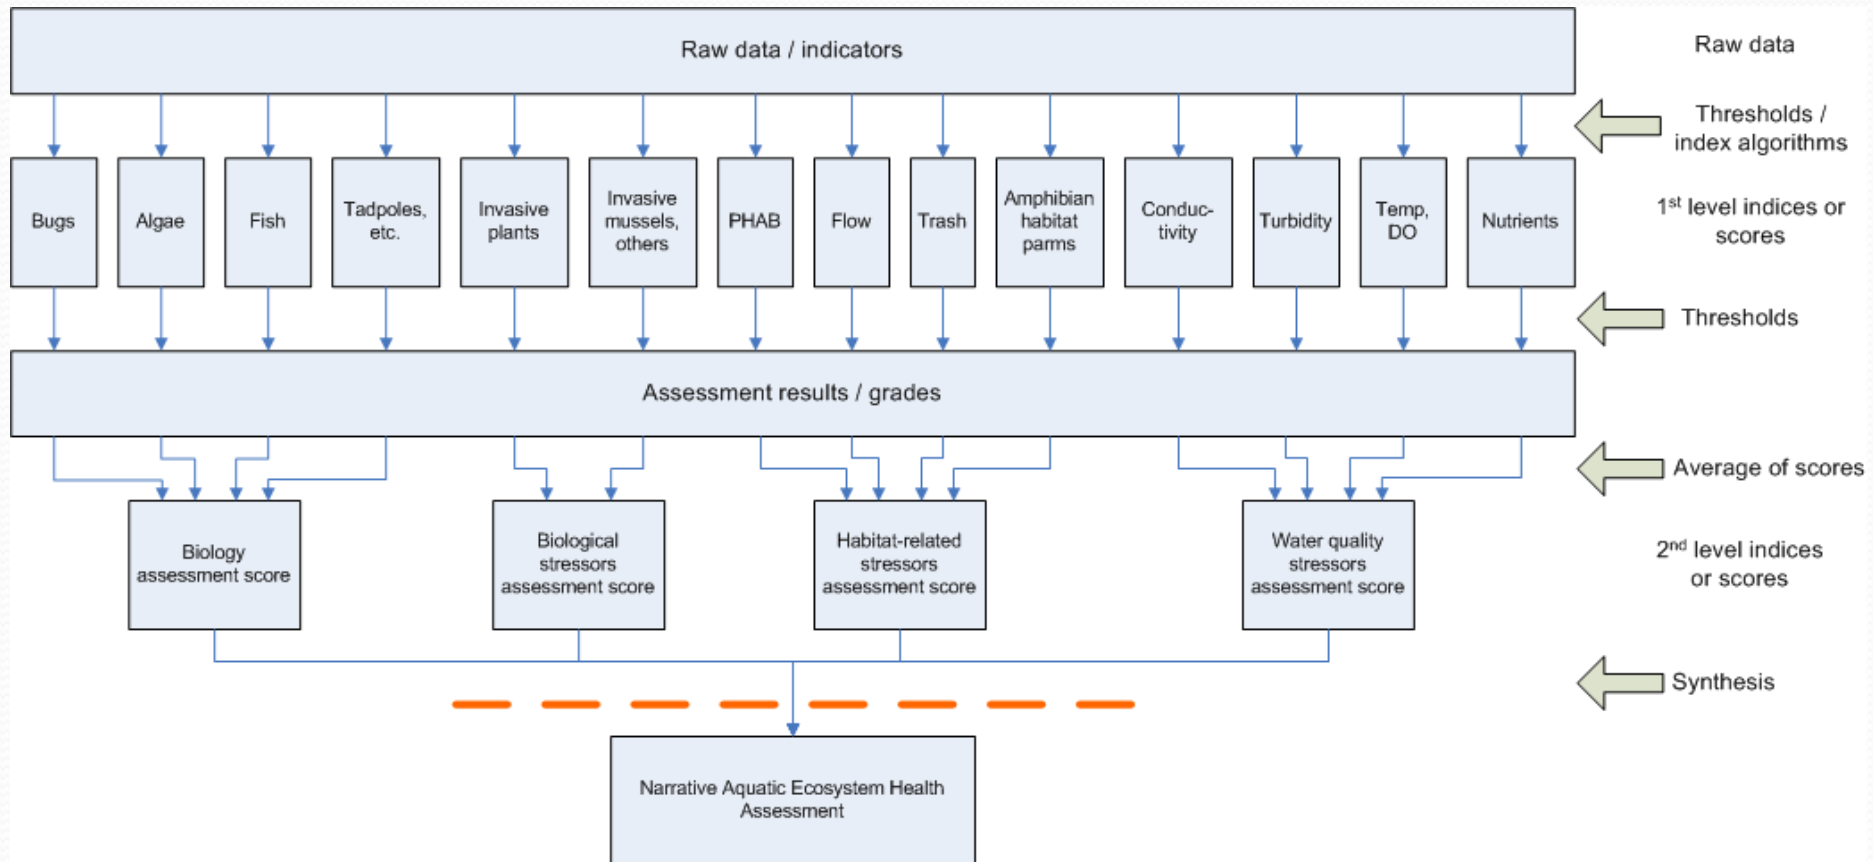 Raw data / indicators
Raw data
Thresholds /
index algorithms
Bugs
Algae
Fish
Tadpoles,
etc.
Invasive
plants
Invasive
mussels,
others
PHAB
Flow
Trash
Amphibian
habitat
parms
Conduc-
tivity
Turbidity
Temp,
DO
Nutrients
1st level indices or
scores
Thresholds
Assessment results / grades
Average of scores
Biology
assessment score
Biological
stressors
assessment score
Habitat-related
stressors
assessment score
Water quality
stressors
assessment score
2nd level indices
or scores
Synthesis
Narrative Aquatic Ecosystem Health
Assessment